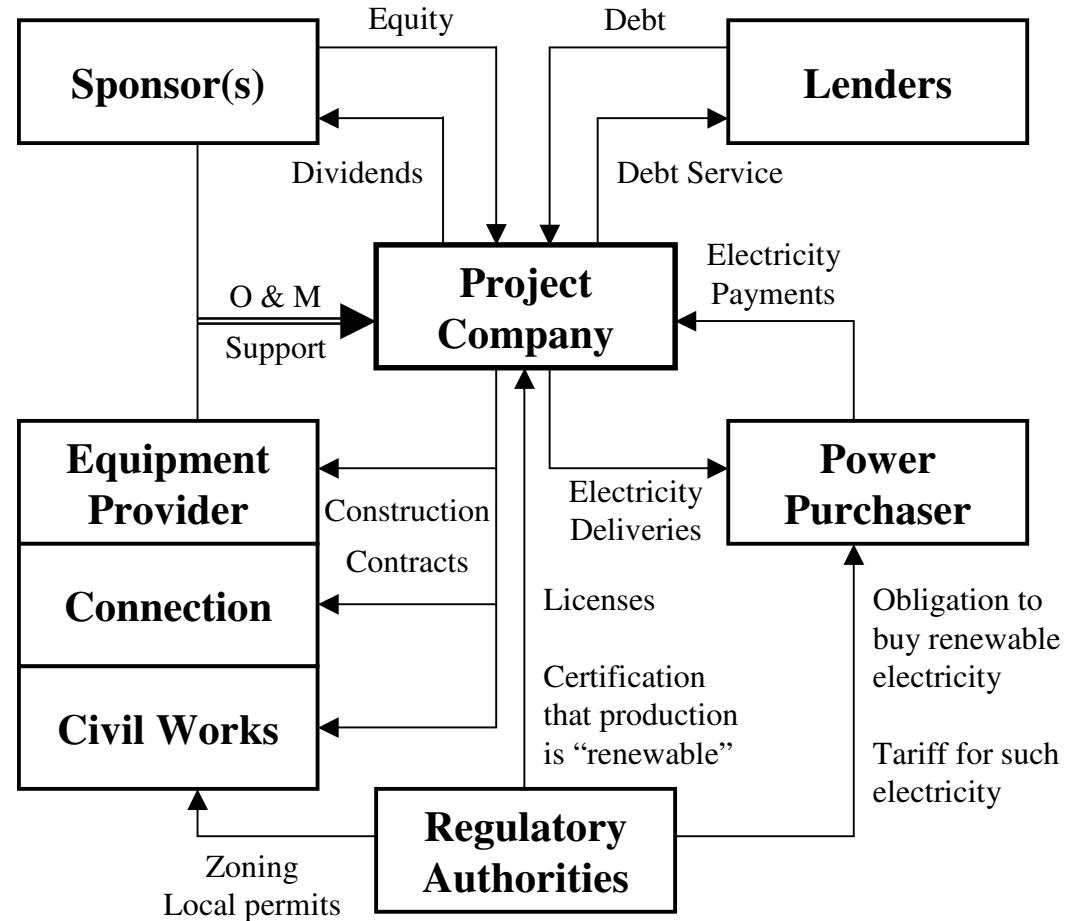 Equity
Debt
Sponsor(s)
Lenders
Dividends
Debt Service
Project
Company
Electricity
Payments
O & M
Support
Equipment
Provider
Connection
Civil Works
Construction
Contracts
Electricity
Deliveries
Power
Purchaser
Licenses
Certification
that production
is “renewable”
Obligation to
buy renewable
electricity
Tariff for such
electricity
Regulatory
Authorities
Zoning
Local permits